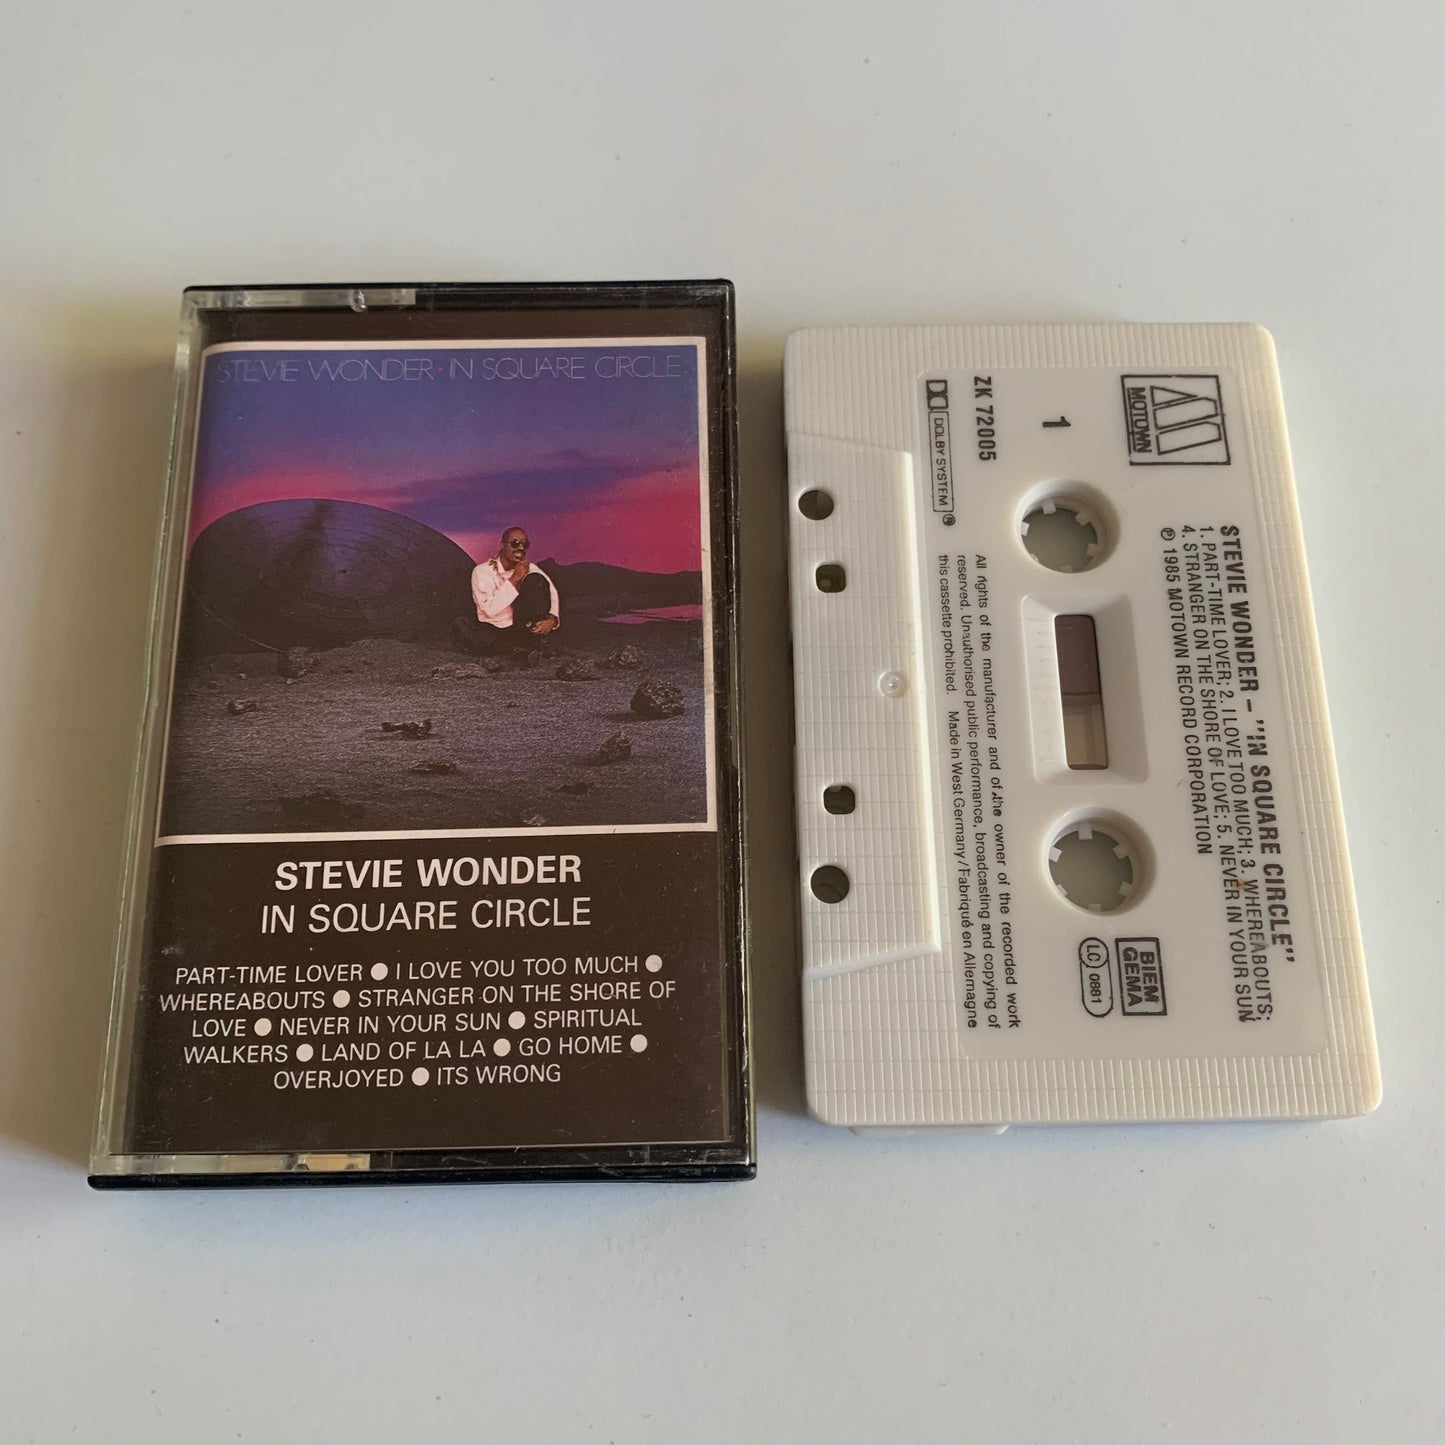 STEVIE WONDER · IN SQUARE CIRCLE
STEVIE WONDER
IN SQUARE CIRCLE
PART-TIME LOVER ● I LOVE YOU TOO MUCH ●
WHEREABOUTS ● STRANGER ON THE SHORE OF
LOVE ● NEVER IN YOUR SUN ● SPIRITUAL
WALKERS ● LAND OF LA LA ● GO HOME ●
OVERJOYED ● ITS WRONG
MOTOWN
STEVIE WONDER – "IN SQUARE CIRCLE"
1. PART-TIME LOVER; 2. I LOVE TOO MUCH; 3. WHEREABOUTS;
4. STRANGER ON THE SHORE OF LOVE; 5. NEVER IN YOUR SUN
℗ 1985 MOTOWN RECORD CORPORATION
1
BIEM
GEMA
LC 0881
ZK 72005
DOLBY SYSTEM ®
All rights of the manufacturer and of the owner of the recorded work
reserved. Unauthorised public performance, broadcasting and copying of
this cassette prohibited. Made in West Germany/Fabriqué en Allemagne